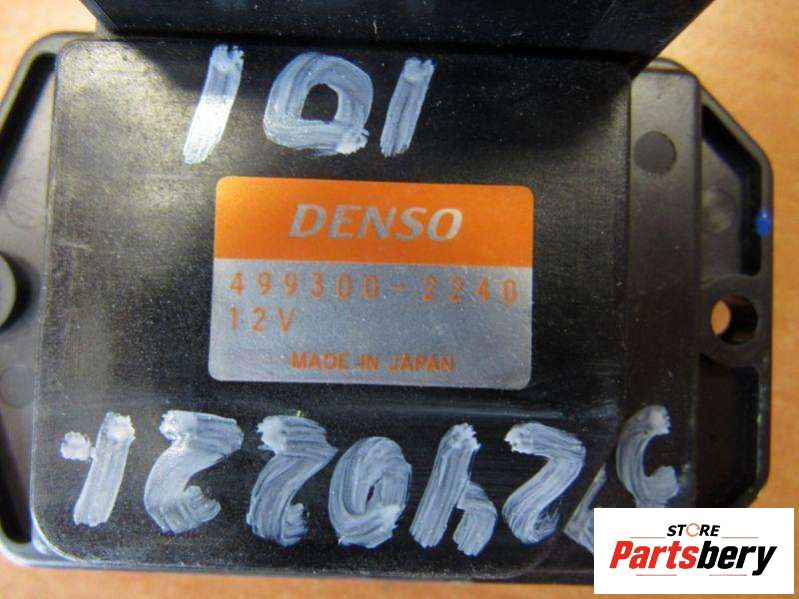 101
DENSO
499300-2240
12V
MADE IN JAPAN
STORE
Partsbery